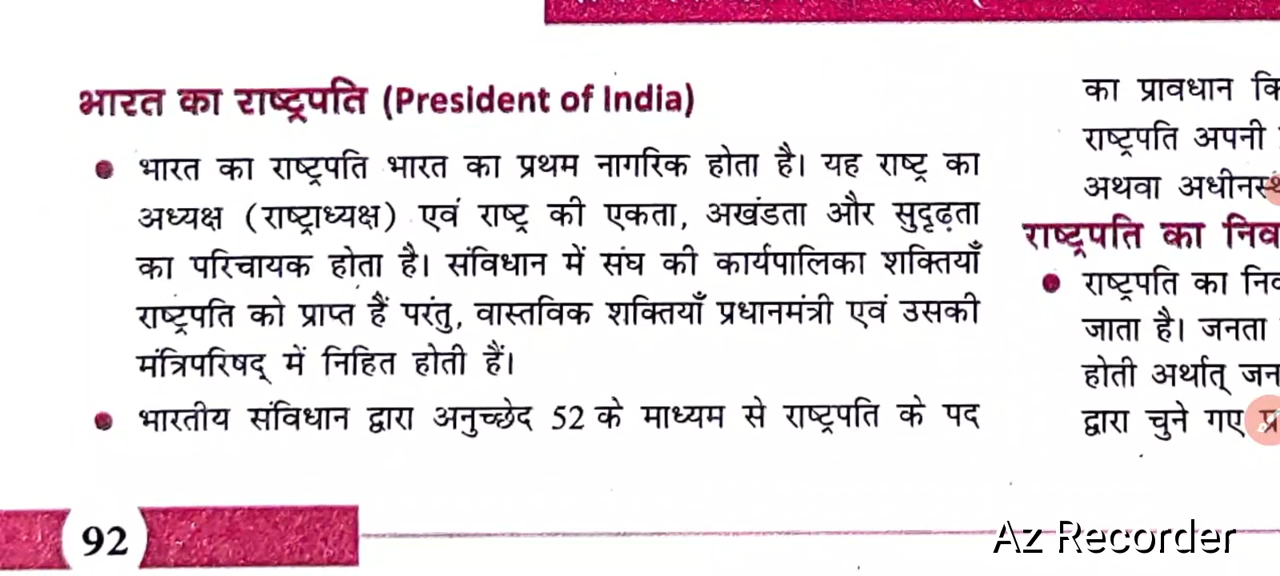 भारत का राष्ट्रपति (President of India)
● भारत का राष्ट्रपति भारत का प्रथम नागरिक होता है। यह राष्ट्र का
अध्यक्ष (राष्ट्राध्यक्ष) एवं राष्ट्र की एकता, अखंडता और सुदृढ़ता
का परिचायक होता है। संविधान में संघ की कार्यपालिका शक्तियाँ
राष्ट्रपति को प्राप्त हैं परंतु, वास्तविक शक्तियाँ प्रधानमंत्री एवं उसकी
मंत्रिपरिषद् में निहित होती हैं।
● भारतीय संविधान द्वारा अनुच्छेद 52 के माध्यम से राष्ट्रपति के पद
का प्रावधान
राष्ट्रपति अपनी
अथवा
राष्ट्रपति का
● राष्ट्रपति का
जाता है। जनता
होती अर्थात्
द्वारा चुने गए
92
Az Recorder